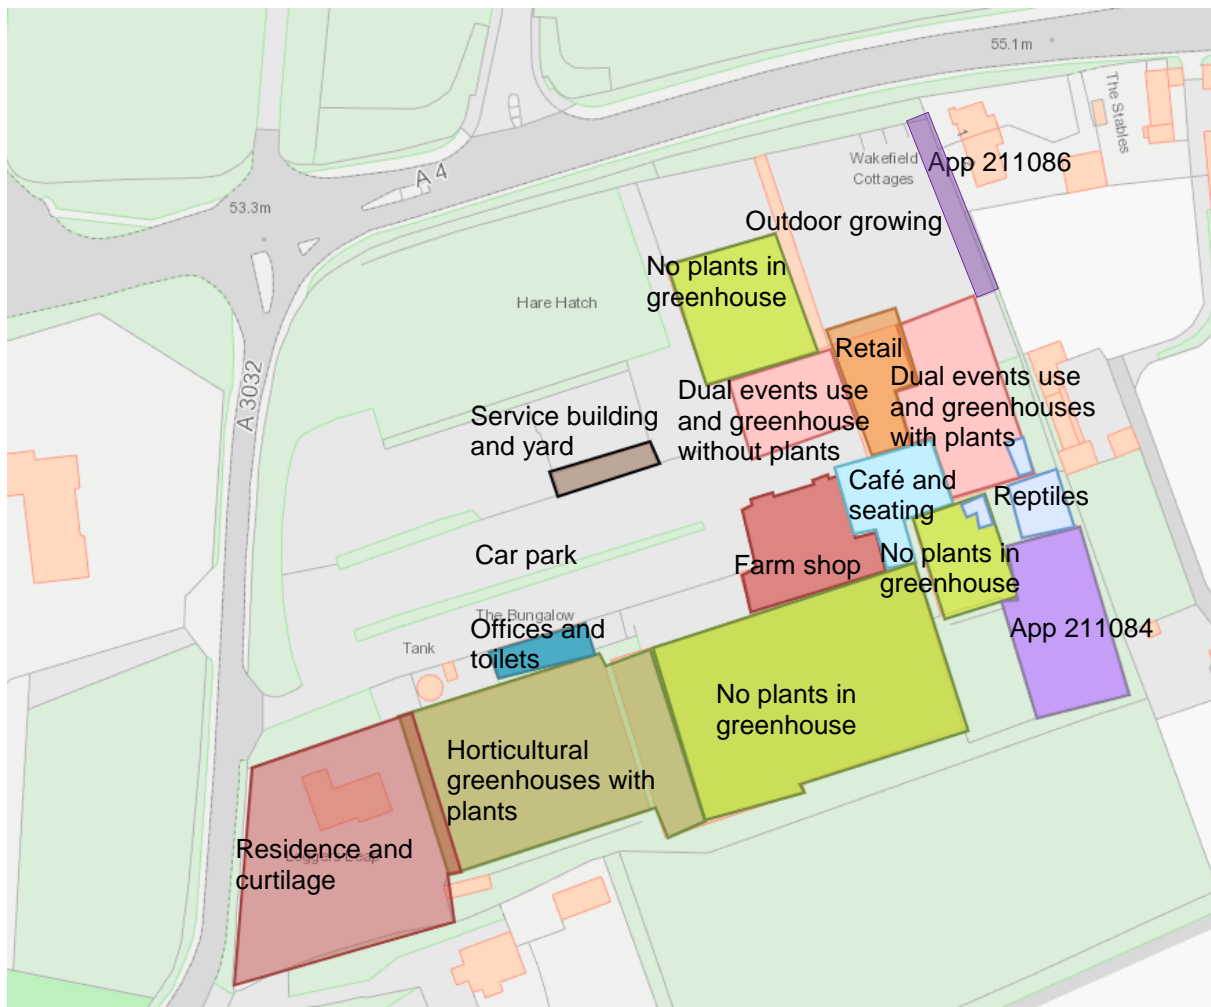 55.1m
The Stables
1
Wakefield
Cottages
App 211086
A 4
53.3m
Outdoor growing
No plants in
greenhouse
Hare Hatch
Retail
A 3032
Dual events use
and greenhouse
without plants
Dual events use
and greenhouses
with plants
Service building
and yard
Café and
seating
Reptiles
Car park
Farm shop
No plants in
greenhouse
The Bungalow
Offices and
toilets
Tank
App 211084
No plants in
greenhouse
Horticultural
greenhouses with
plants
Residence and
curtilage
Loggers Leap